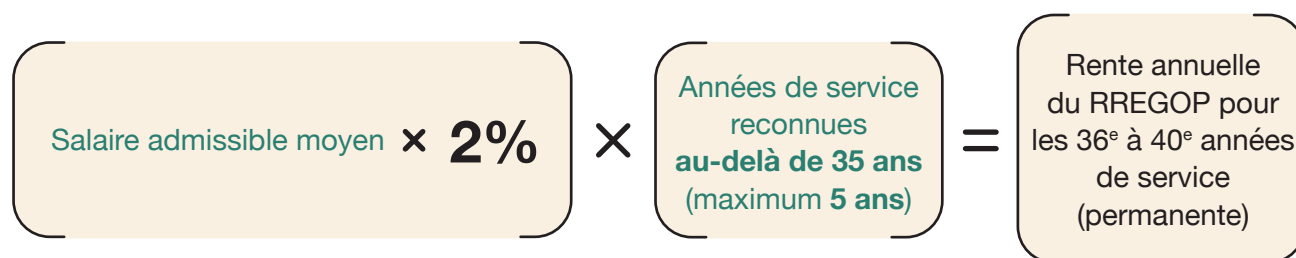 Salaire admissible moyen × 2%
×
Années de service
reconnues
au-delà de 35 ans
(maximum 5 ans)
=
Rente annuelle
du RREGOP pour
les 36e à 40e années
de service
(permanente)